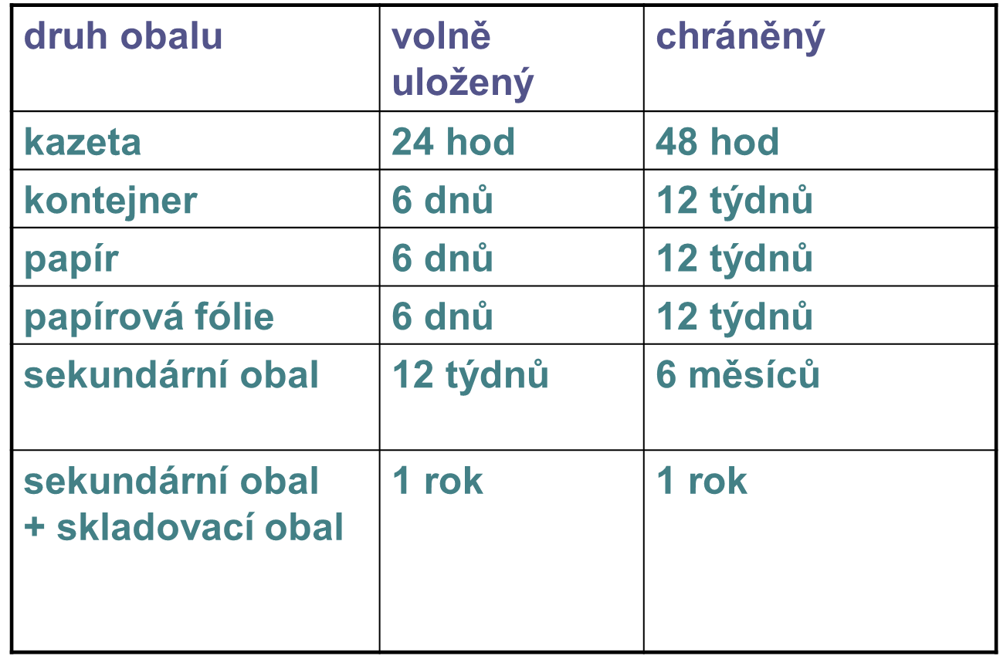 druh obalu volně uložený chráněný
kazeta 24 hod 48 hod
kontejner 6 dnů 12 týdnů
papír 6 dnů 12 týdnů
papírová fólie 6 dnů 12 týdnů
sekundární obal 12 týdnů 6 měsíců
sekundární obal 1 rok 1 rok
+ skladovací obal